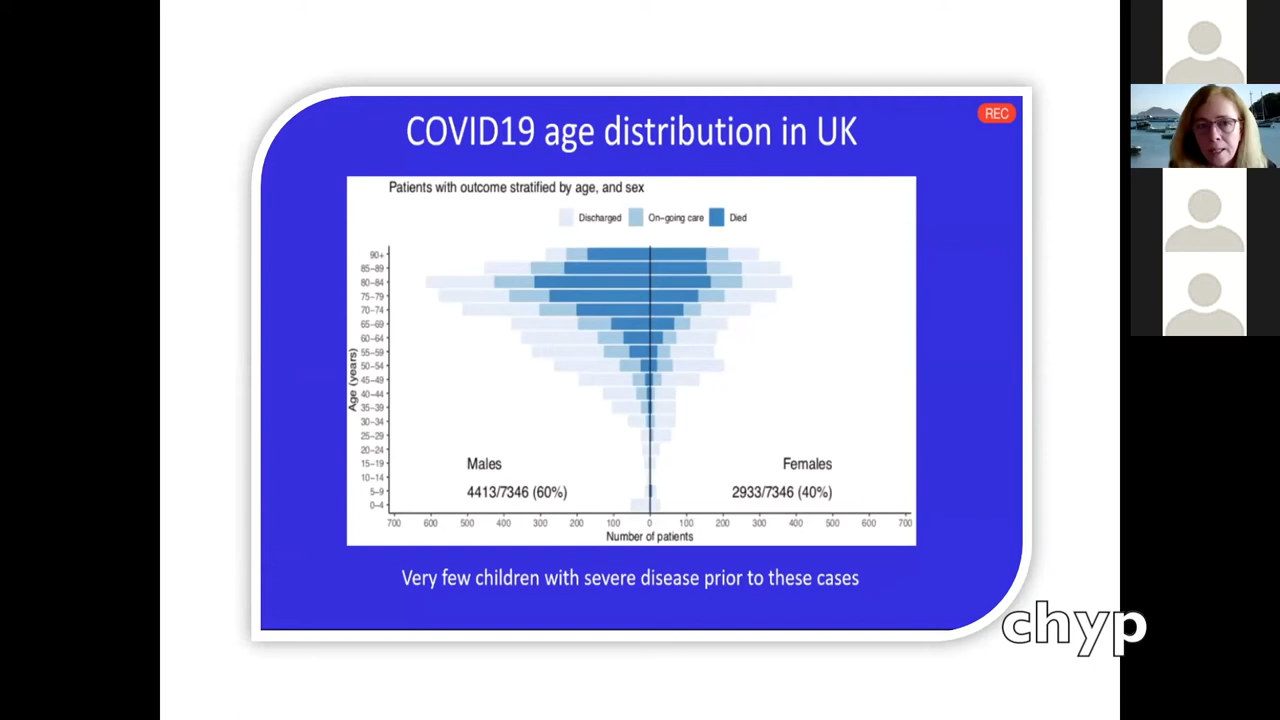 COVID19 age distribution in UK
REC
Patients with outcome stratified by age, and sex
Discharged On-going care Died
Age (years)
90+
85-89
80-84
75-79
70-74
65-69
60-64
55-59
50-54
45-49
40-44
35-39
30-34
25-29
20-24
15-19
10-14
5-9
0-4
Males
4413/7346 (60%)
Females
2933/7346 (40%)
700 600 500 400 300 200 100 0 100 200 300 400 500 600 700
Number of patients
Very few children with severe disease prior to these cases
chyp